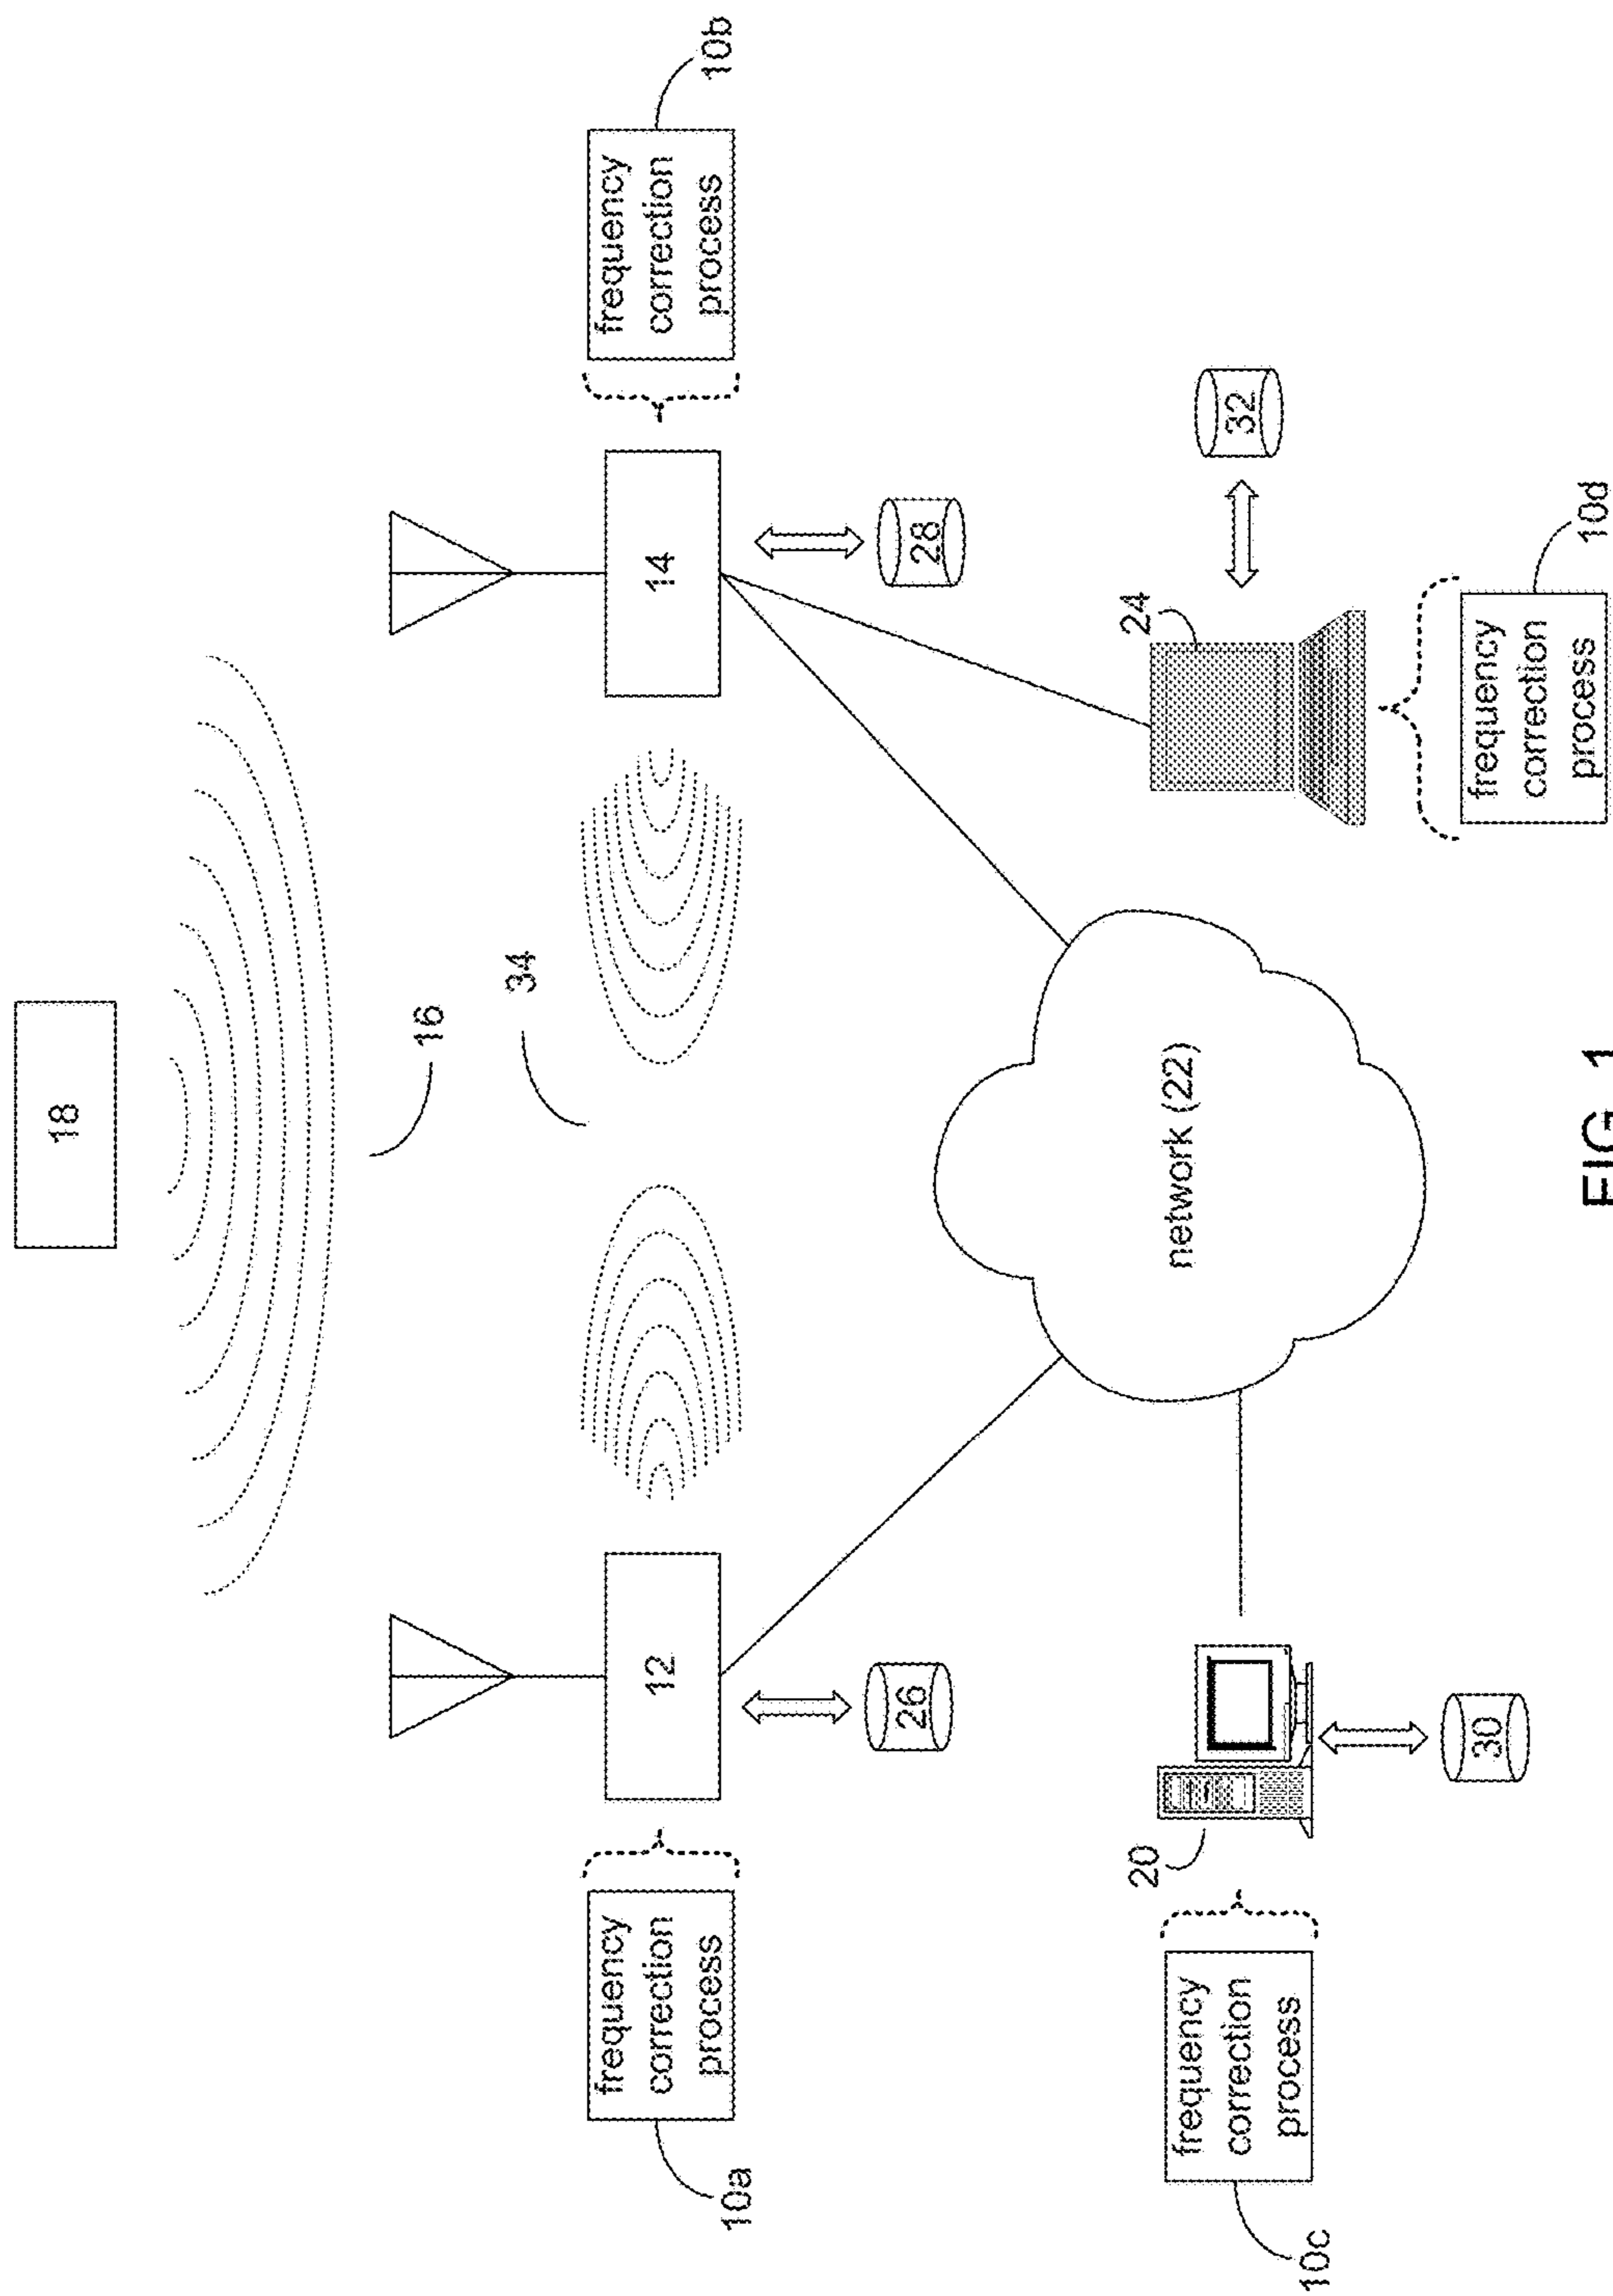 18
16
34
frequency
correction
process
12
14
frequency
correction
process
10a
10b
26
28
20
24
network (22)
frequency
correction
process
32
10c
30
frequency
correction
process
10d
FIG. 1